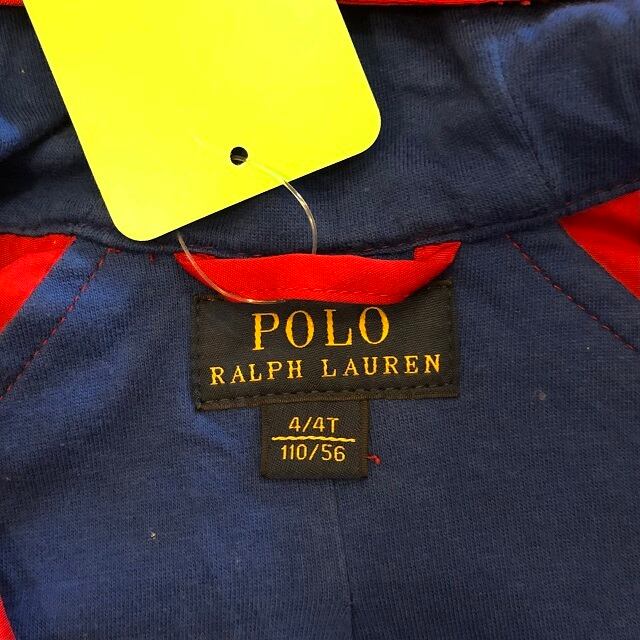 POLO
RALPH LAUREN
4/4T
110/56